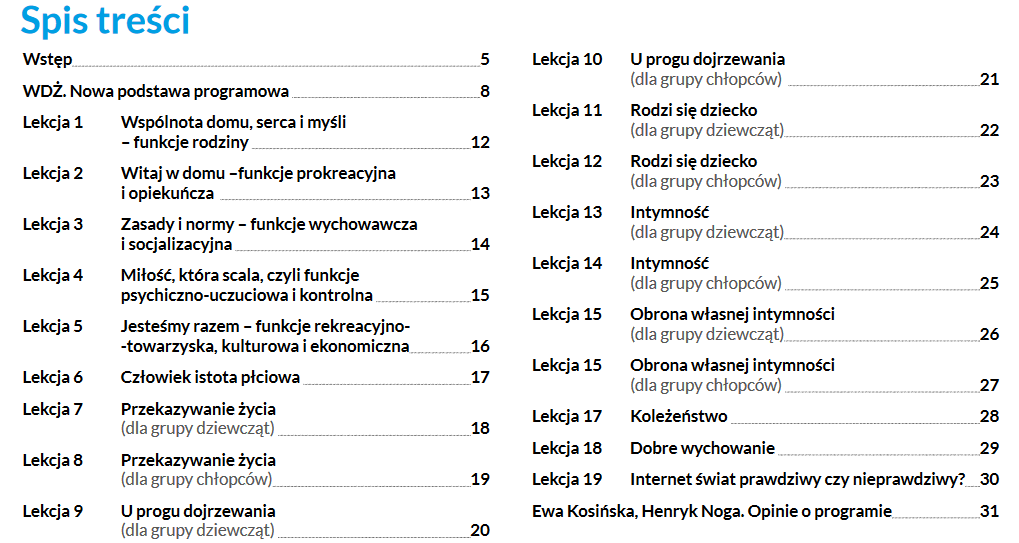 Spis treści
Wstęp 5
WDŻ. Nowa podstawa programowa 8
Lekcja 1 Wspólnota domu, serca i myśli
– funkcje rodziny 12
Lekcja 2 Witaj w domu –funkcje prokreacyjna
i opiekuńcza 13
Lekcja 3 Zasady i normy – funkcje wychowawcza
i socjalizacyjna 14
Lekcja 4 Miłość, która scala, czyli funkcje
psychiczno-uczuciowa i kontrolna 15
Lekcja 5 Jesteśmy razem – funkcje rekreacyjno-
-towarzyska, kulturowa i ekonomiczna 16
Lekcja 6 Człowiek istota płciowa 17
Lekcja 7 Przekazywanie życia
(dla grupy dziewcząt) 18
Lekcja 8 Przekazywanie życia
(dla grupy chłopców) 19
Lekcja 9 U progu dojrzewania
(dla grupy dziewcząt) 20
Lekcja 10 U progu dojrzewania
(dla grupy chłopców) 21
Lekcja 11 Rodzi się dziecko
(dla grupy dziewcząt) 22
Lekcja 12 Rodzi się dziecko
(dla grupy chłopców) 23
Lekcja 13 Intymność
(dla grupy dziewcząt) 24
Lekcja 14 Intymność
(dla grupy chłopców) 25
Lekcja 15 Obrona własnej intymności
(dla grupy dziewcząt) 26
Lekcja 15 Obrona własnej intymności
(dla grupy chłopców) 27
Lekcja 17 Koleżeństwo 28
Lekcja 18 Dobre wychowanie 29
Lekcja 19 Internet świat prawdziwy czy nieprawdziwy? 30
Ewa Kosińska, Henryk Noga. Opinie o programie 31